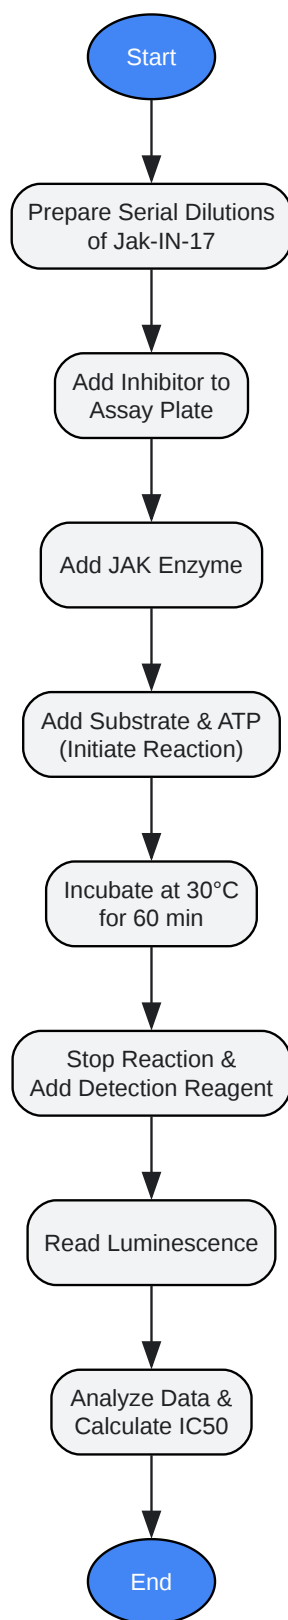 Start
Prepare Serial Dilutions
of Jak-IN-17
Add Inhibitor to
Assay Plate
Add JAK Enzyme
Add Substrate & ATP
(Initiate Reaction)
Incubate at 30°C
for 60 min
Stop Reaction &
Add Detection Reagent
Read Luminescence
Analyze Data &
Calculate IC50
End